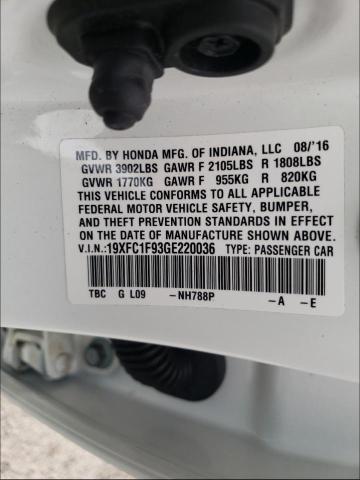 MFD. BY HONDA MFG. OF INDIANA, LLC 08/'16
GVWR 3902LBS GAWR F 2105LBS R 1808LBS
GVWR 1770KG GAWR F 955KG R 820KG
THIS VEHICLE CONFORMS TO ALL APPLICABLE
FEDERAL MOTOR VEHICLE SAFETY, BUMPER,
AND THEFT PREVENTION STANDARDS IN EFFECT
ON THE DATE OF MANUFACTURE SHOWN ABOVE.
V.I.N.:19XFC1F93GE220036 TYPE: PASSENGER CAR
TBC G L09 -NH788P -A -E